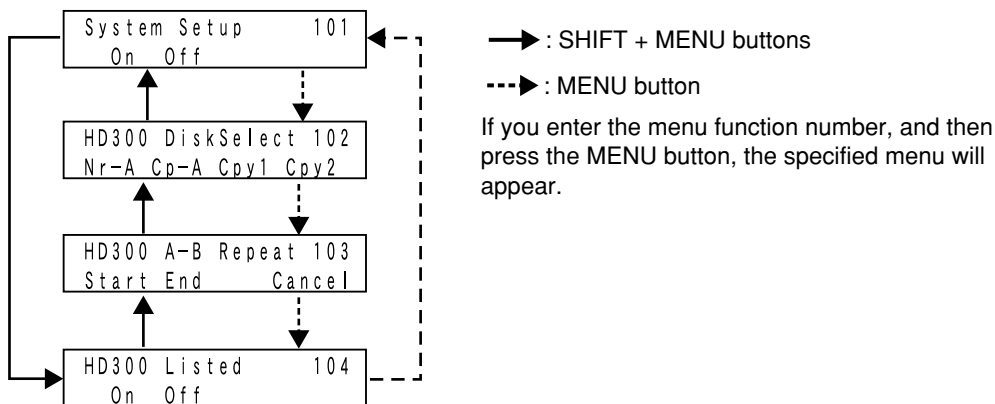 System Setup 101
On Off
HD300 DiskSelect 102
Nr-A Cp-A Cpy1 Cpy2
HD300 A-B Repeat 103
Start End Cancel
HD300 Listed 104
On Off
: SHIFT + MENU buttons
: MENU button
If you enter the menu function number, and then
press the MENU button, the specified menu will
appear.